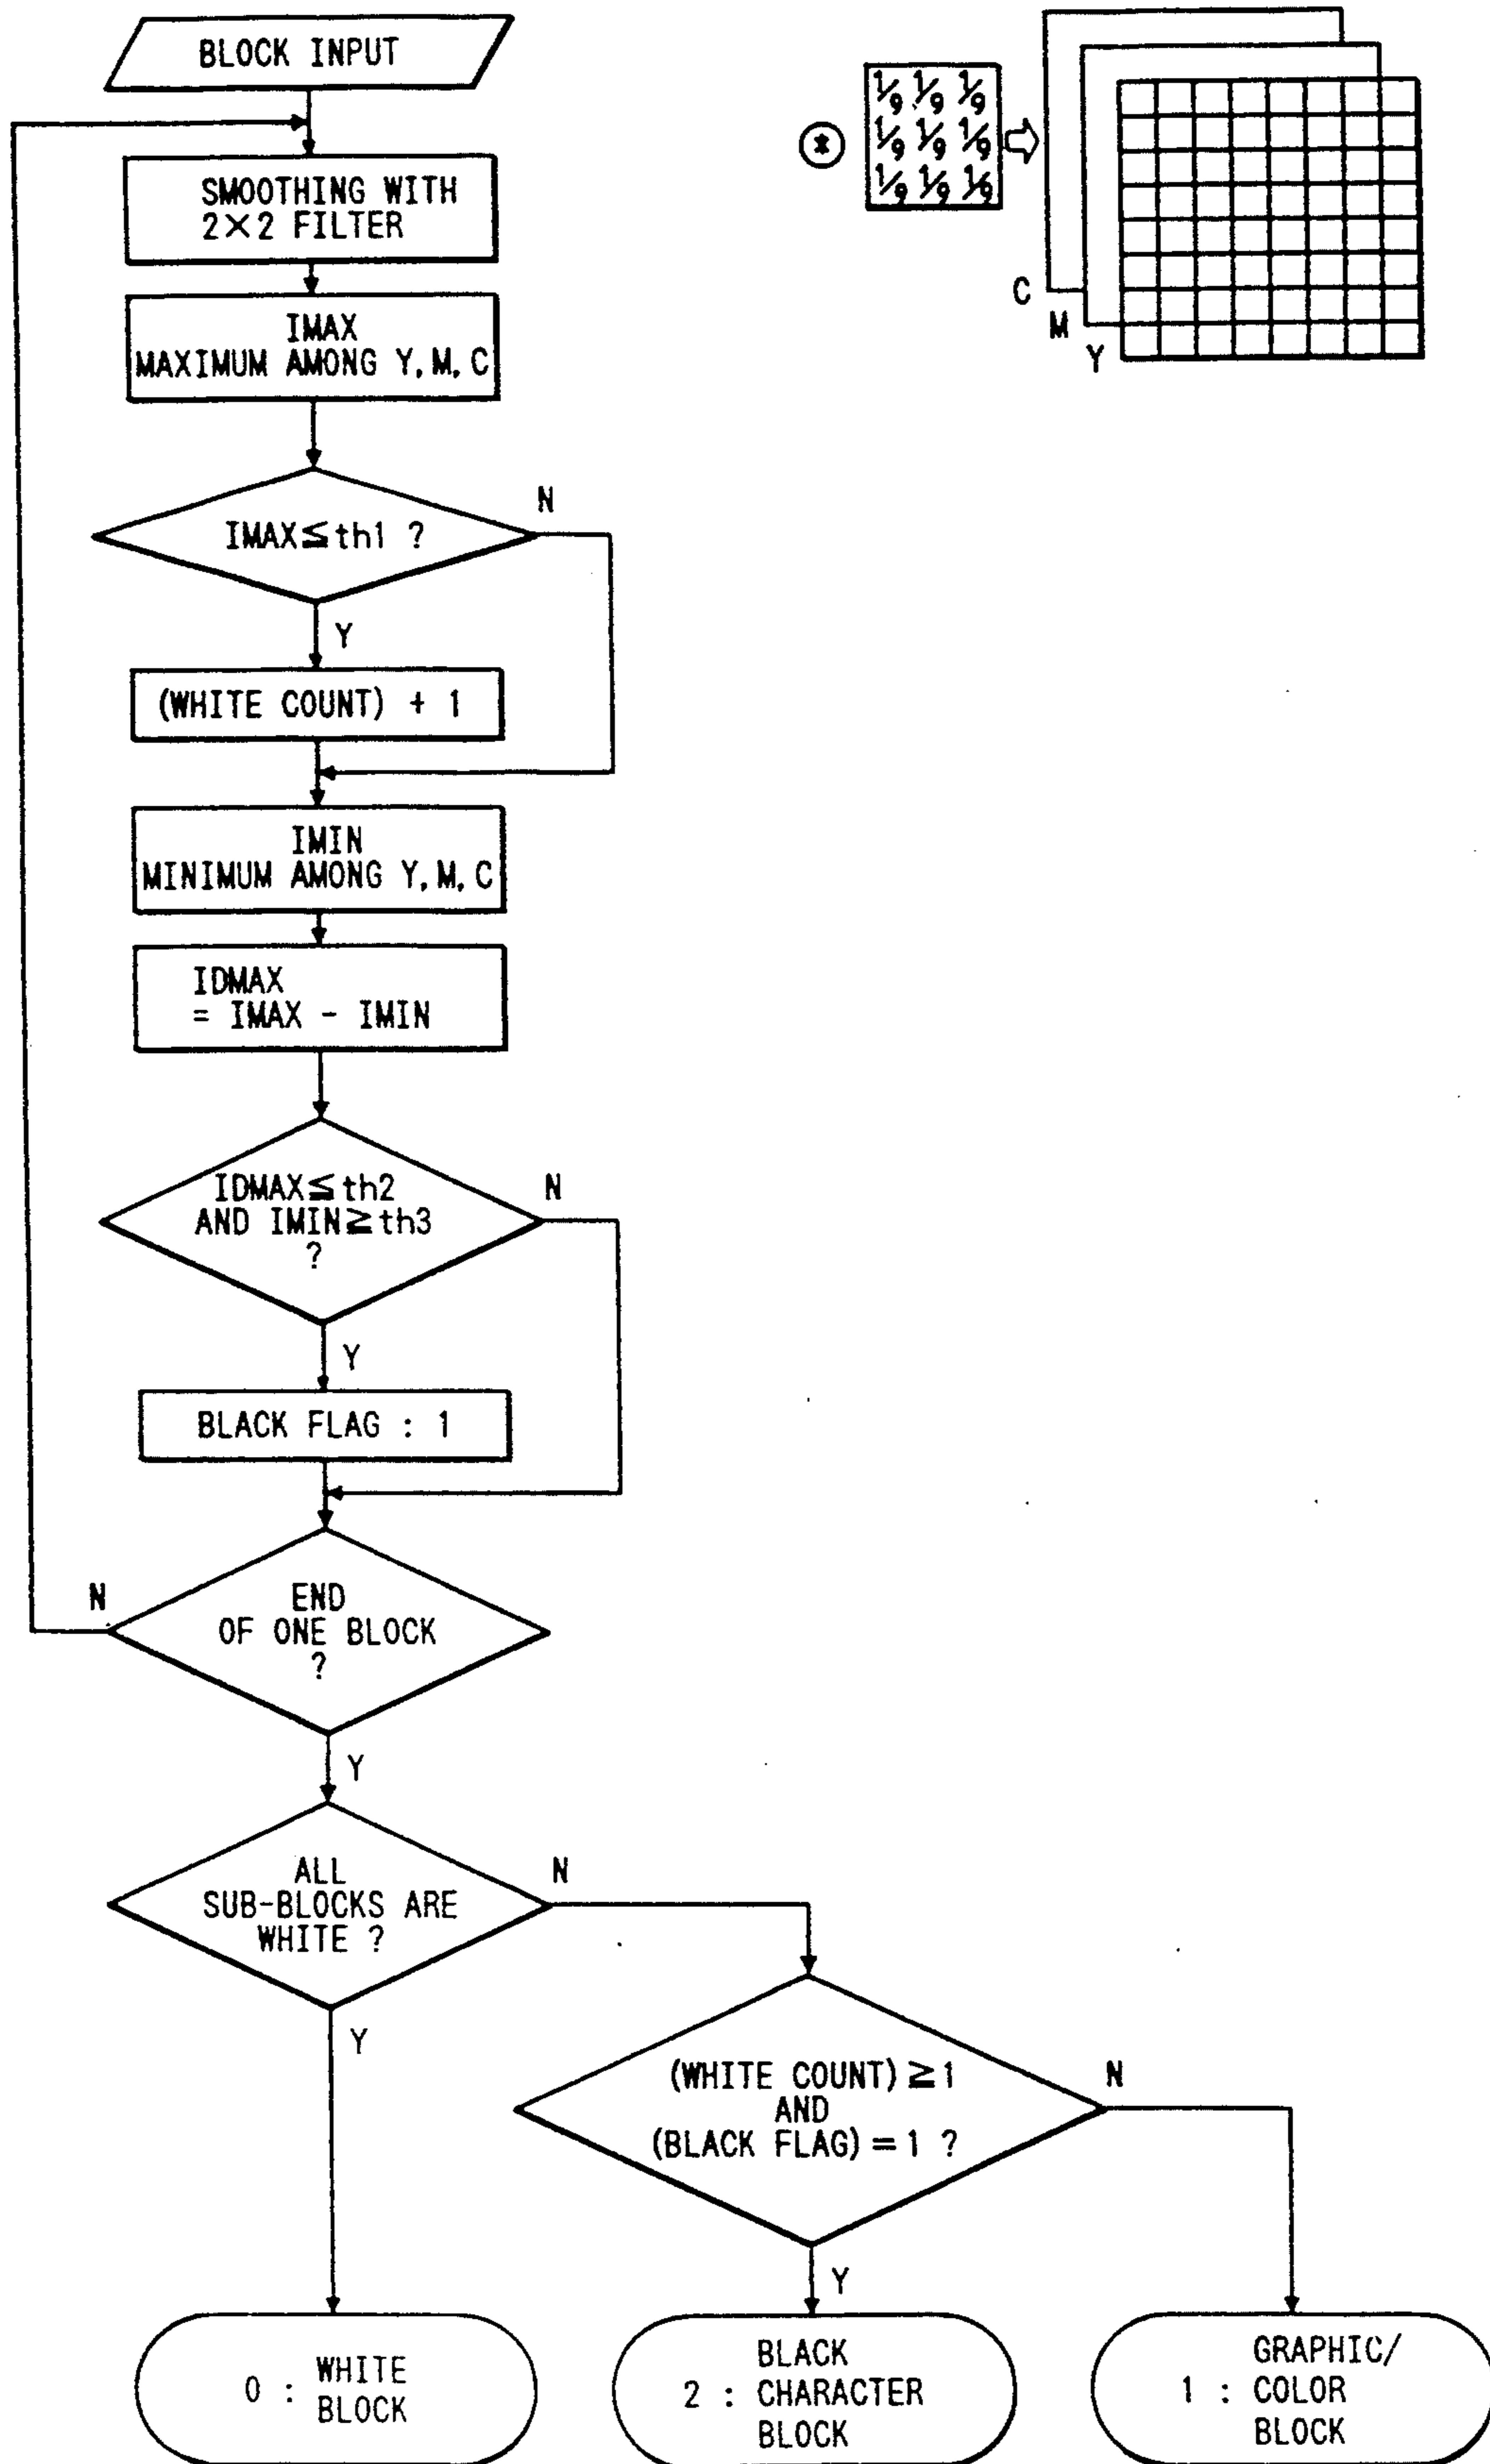 BLOCK INPUT
SMOOTHING WITH
2×2 FILTER
IMAX
MAXIMUM AMONG Y, M, C
IMAX≦th1 ?
N
Y
(WHITE COUNT) + 1
IMIN
MINIMUM AMONG Y, M, C
IDMAX
= IMAX - IMIN
IDMAX≦th2
AND IMIN≧th3
?
N
Y
BLACK FLAG : 1
END
OF ONE BLOCK
?
N
Y
ALL
SUB-BLOCKS ARE
WHITE ?
N
Y
(WHITE COUNT)≧1
AND
(BLACK FLAG)=1 ?
N
Y
0 : WHITE
BLOCK
BLACK
2 : CHARACTER
BLOCK
GRAPHIC/
1 : COLOR
BLOCK
*
1/9 1/9 1/9
1/9 1/9 1/9
1/9 1/9 1/9
C
M
Y